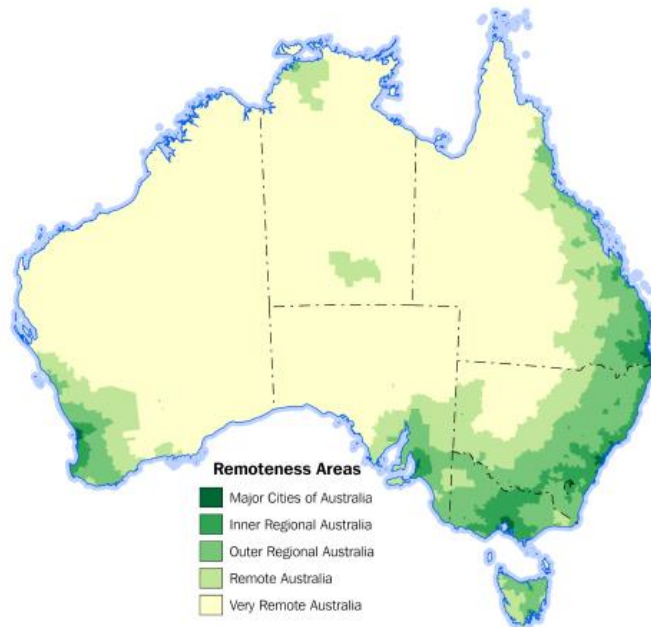 Remoteness Areas
Major Cities of Australia
Inner Regional Australia
Outer Regional Australia
Remote Australia
Very Remote Australia